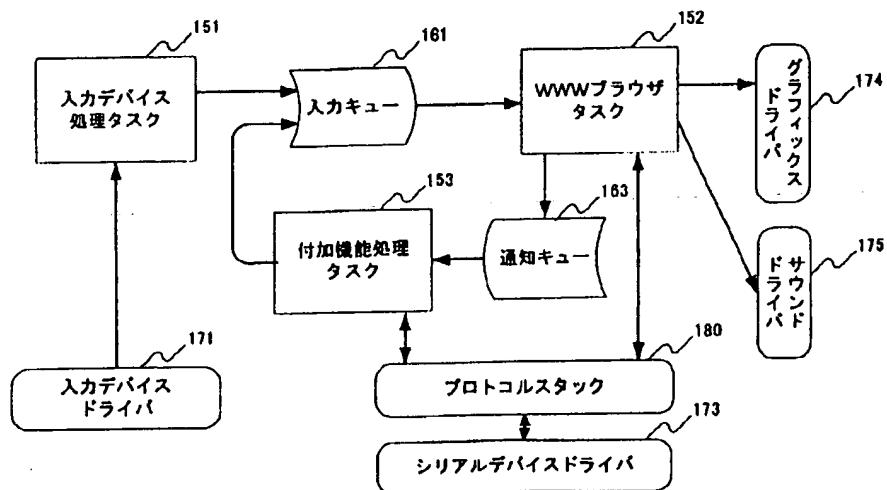 151
入力デバイス
処理タスク
161
入力キュー
152
WWWブラウザ
タスク
グラフィックス
ドライバ
174
153
付加機能処理
タスク
163
通知キュー
サウンド
ドライバ
175
171
入力デバイス
ドライバ
180
プロトコルスタック
173
シリアルデバイスドライバ